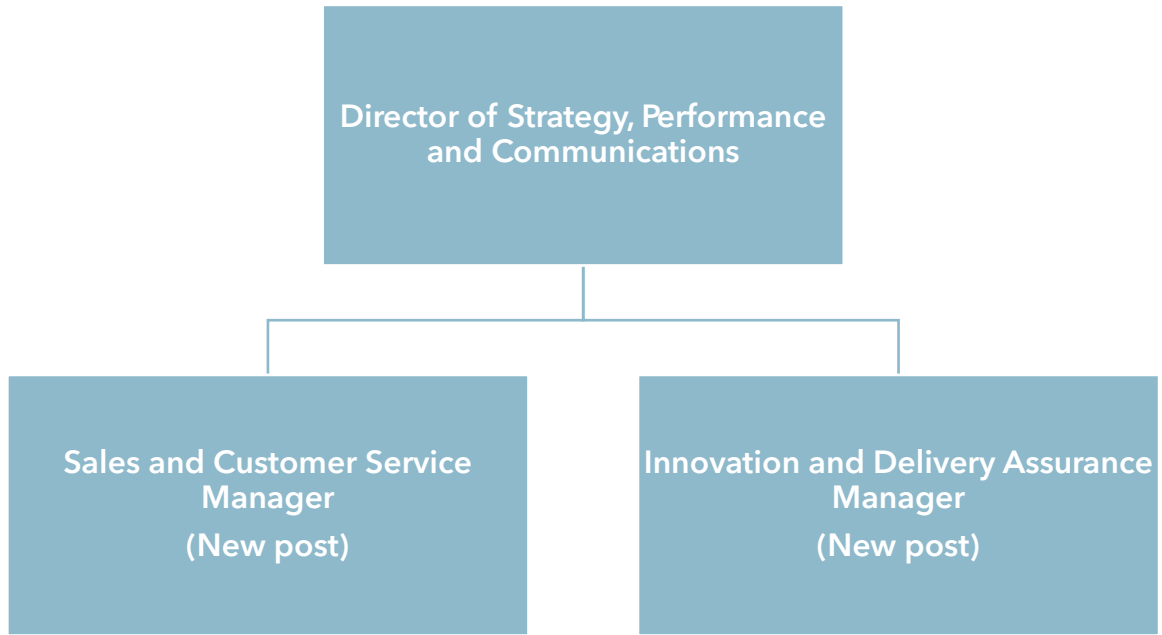 Director of Strategy, Performance
and Communications
Sales and Customer Service
Manager
(New post)
Innovation and Delivery Assurance
Manager
(New post)